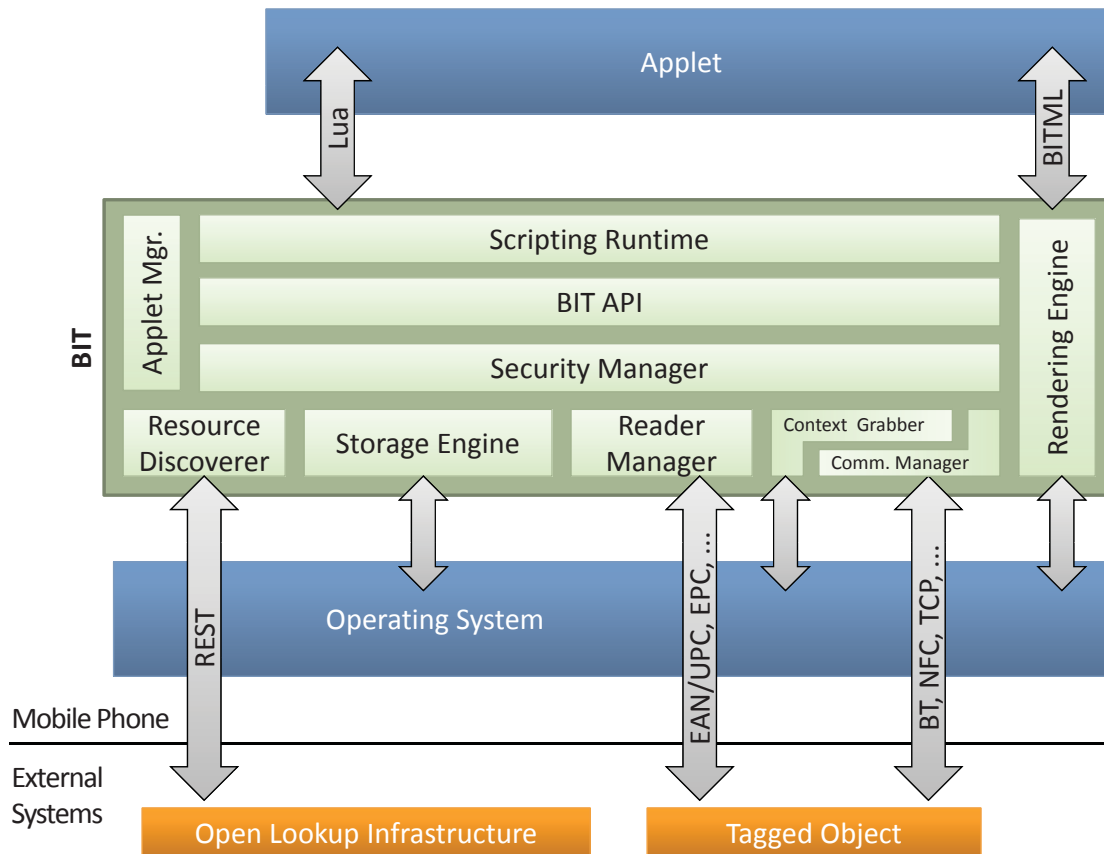 Applet
Lua
BITML
BIT
Applet Mgr.
Scripting Runtime
BIT API
Security Manager
Rendering Engine
Resource
Discoverer
Storage Engine
Reader
Manager
Context Grabber
Comm. Manager
Operating System
REST
EAN/UPC, EPC, ...
BT, NFC, TCP, ...
Mobile Phone
External
Systems
Open Lookup Infrastructure
Tagged Object